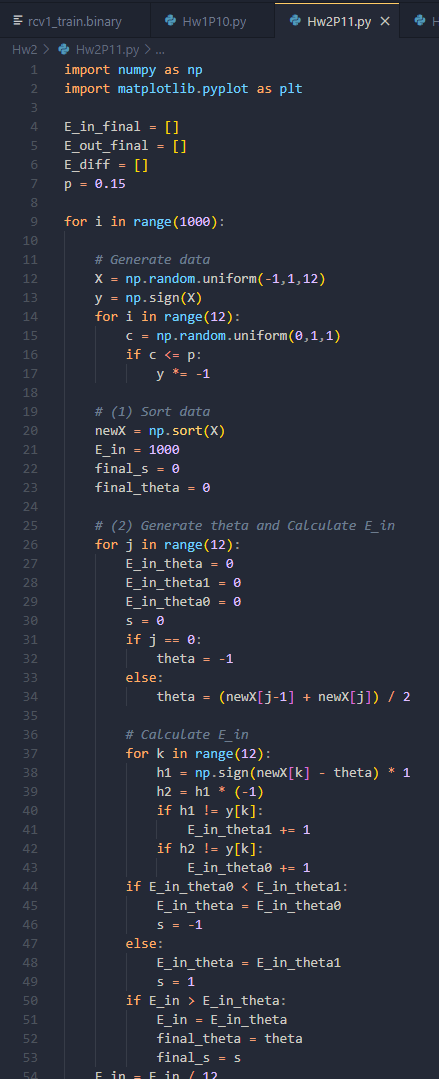 rcv1_train.binary Hw1P10.py Hw2P11.py
Hw2 > Hw2P11.py > ...
1 import numpy as np
2 import matplotlib.pyplot as plt
3
4 E_in_final = []
5 E_out_final = []
6 E_diff = []
7 p = 0.15
8
9 for i in range(1000):
10
11     # Generate data
12     X = np.random.uniform(-1,1,12)
13     y = np.sign(X)
14     for i in range(12):
15         c = np.random.uniform(0,1,1)
16         if c <= p:
17             y *= -1
18
19     # (1) Sort data
20     newX = np.sort(X)
21     E_in = 1000
22     final_s = 0
23     final_theta = 0
24
25     # (2) Generate theta and Calculate E_in
26     for j in range(12):
27         E_in_theta = 0
28         E_in_theta1 = 0
29         E_in_theta0 = 0
30         s = 0
31         if j == 0:
32             theta = -1
33         else:
34             theta = (newX[j-1] + newX[j]) / 2
35
36         # Calculate E_in
37         for k in range(12):
38             h1 = np.sign(newX[k] - theta) * 1
39             h2 = h1 * (-1)
40             if h1 != y[k]:
41                 E_in_theta1 += 1
42             if h2 != y[k]:
43                 E_in_theta0 += 1
44         if E_in_theta0 < E_in_theta1:
45             E_in_theta = E_in_theta0
46             s = -1
47         else:
48             E_in_theta = E_in_theta1
49             s = 1
50         if E_in > E_in_theta:
51             E_in = E_in_theta
52             final_theta = theta
53             final_s = s
54     E_in = E_in / 12